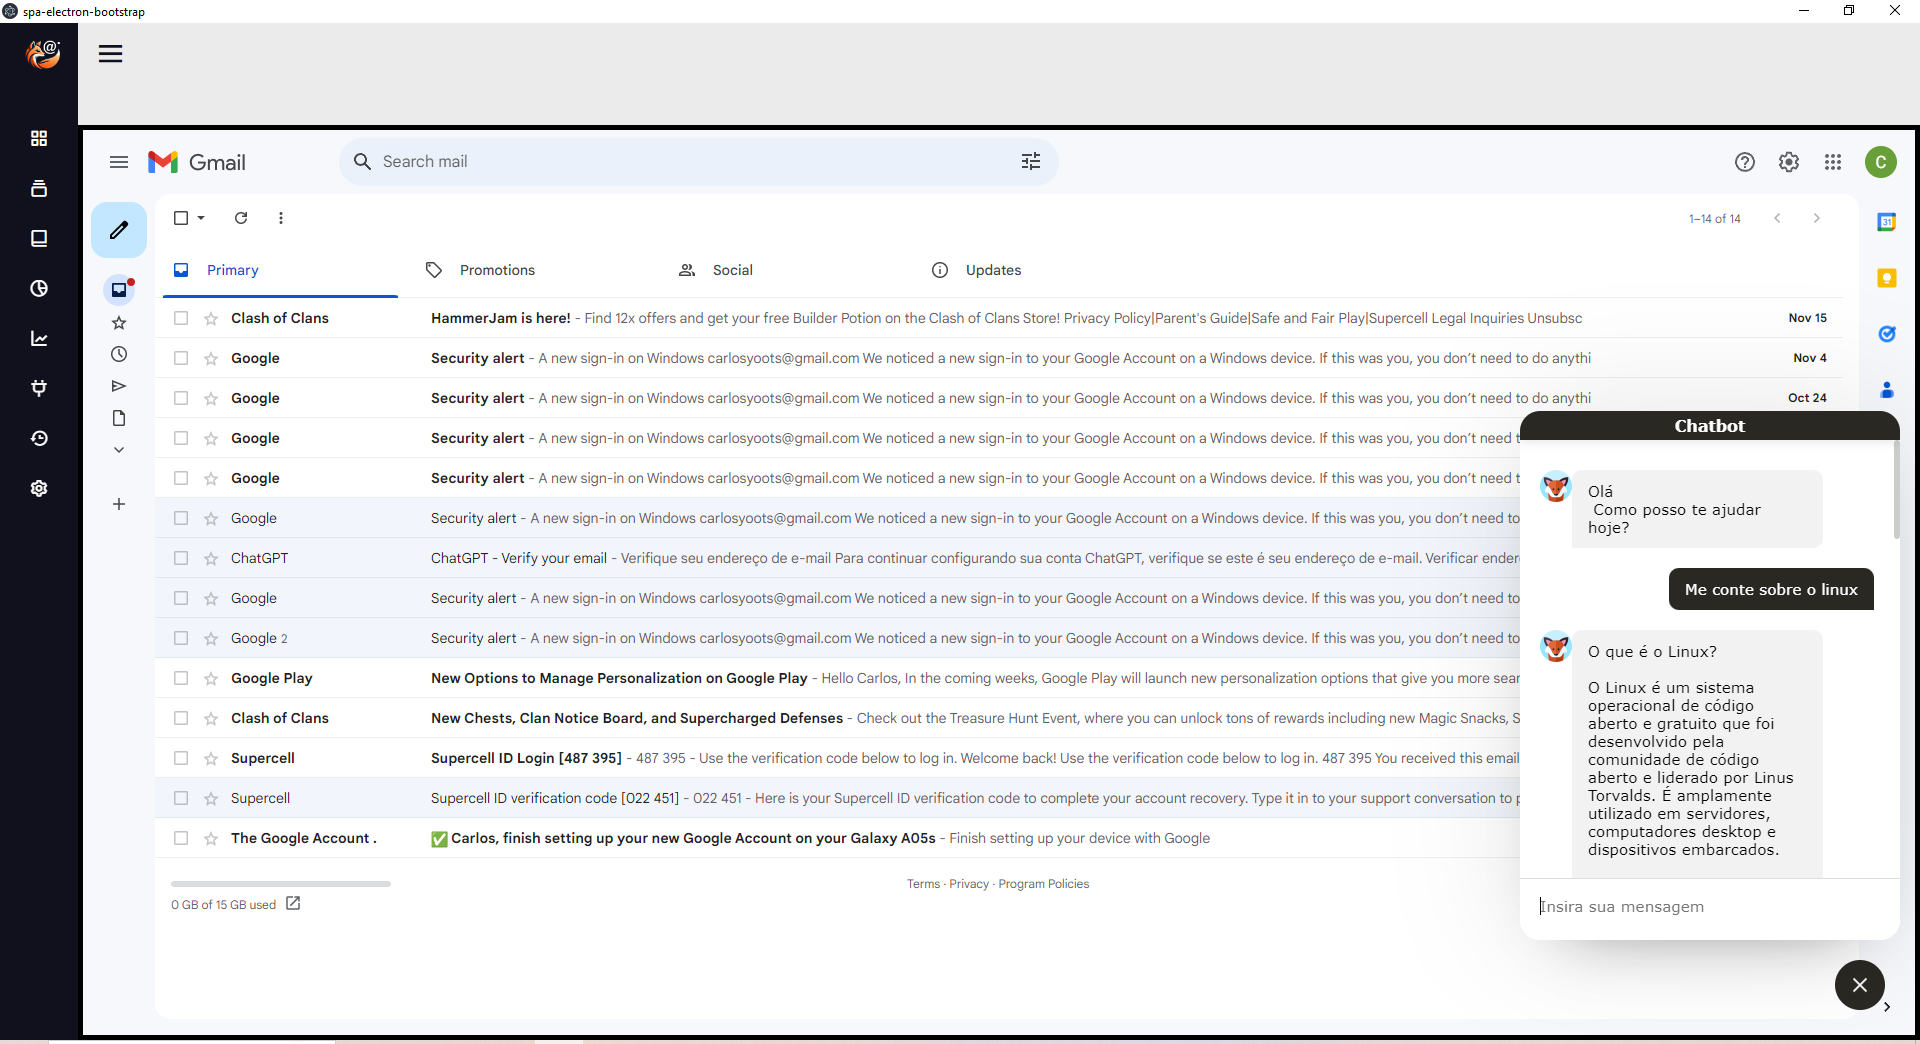 spa-electron-bootstrap
@
Gmail
Search mail
C
1–14 of 14
31
Primary
Promotions
Social
Updates
Clash of Clans HammerJam is here! - Find 12x offers and get your free Builder Potion on the Clash of Clans Store! Privacy Policy|Parent's Guide|Safe and Fair Play|Supercell Legal Inquiries Unsubsc Nov 15
Google Security alert - A new sign-in on Windows carlosyoots@gmail.com We noticed a new sign-in to your Google Account on a Windows device. If this was you, you don't need to do anythi Nov 4
Google Security alert - A new sign-in on Windows carlosyoots@gmail.com We noticed a new sign-in to your Google Account on a Windows device. If this was you, you don't need to do anythi Oct 24
Google Security alert - A new sign-in on Windows carlosyoots@gmail.com We noticed a new sign-in to your Google Account on a Windows device. If this was you, you don't need t
Google Security alert - A new sign-in on Windows carlosyoots@gmail.com We noticed a new sign-in to your Google Account on a Windows device. If this was you, you don't need t
Google Security alert - A new sign-in on Windows carlosyoots@gmail.com We noticed a new sign-in to your Google Account on a Windows device. If this was you, you don't need to
ChatGPT ChatGPT - Verify your email - Verifique seu endereço de e-mail Para continuar configurando sua conta ChatGPT, verifique se este é seu endereço de e-mail. Verificar ender
Google Security alert - A new sign-in on Windows carlosyoots@gmail.com We noticed a new sign-in to your Google Account on a Windows device. If this was you, you don't need to
Google 2 Security alert - A new sign-in on Windows carlosyoots@gmail.com We noticed a new sign-in to your Google Account on a Windows device. If this was you, you don't need to
Google Play New Options to Manage Personalization on Google Play - Hello Carlos, In the coming weeks, Google Play will launch new personalization options that give you more sear
Clash of Clans New Chests, Clan Notice Board, and Supercharged Defenses - Check out the Treasure Hunt Event, where you can unlock tons of rewards including new Magic Snacks, S
Supercell Supercell ID Login [487 395] - 487 395 - Use the verification code below to log in. Welcome back! Use the verification code below to log in. 487 395 You received this email
Supercell Supercell ID verification code [022 451] - 022 451 - Here is your Supercell ID verification code to complete your account recovery. Type it in to your support conversation to p
The Google Account . ✅ Carlos, finish setting up your new Google Account on your Galaxy A05s - Finish setting up your device with Google
Terms · Privacy · Program Policies
0 GB of 15 GB used
Chatbot
Olá
Como posso te ajudar
hoje?
Me conte sobre o linux
O que é o Linux?
O Linux é um sistema
operacional de código
aberto e gratuito que foi
desenvolvido pela
comunidade de código
aberto e liderado por Linus
Torvalds. É amplamente
utilizado em servidores,
computadores desktop e
dispositivos embarcados.
Insira sua mensagem